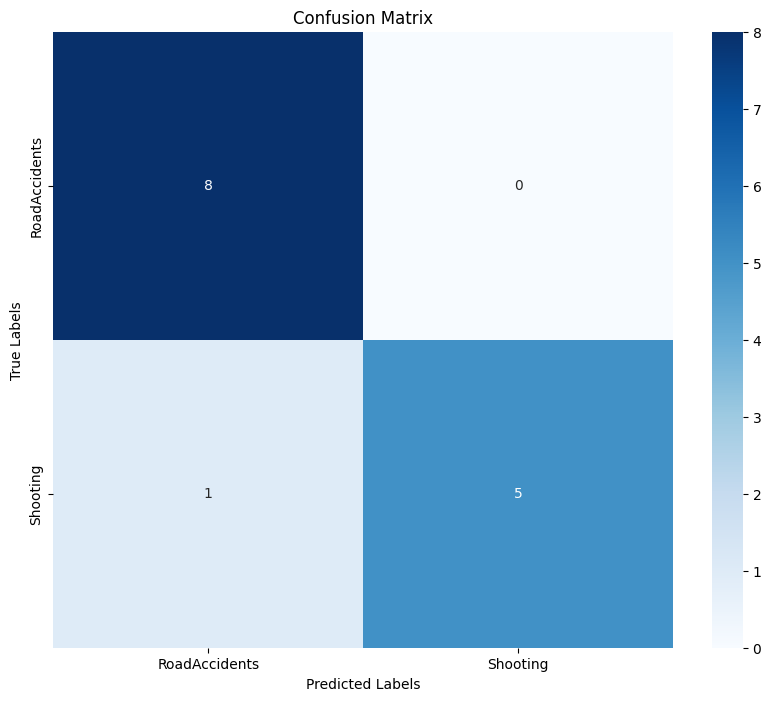 Confusion Matrix
True Labels
RoadAccidents
8
0
Shooting
1
5
RoadAccidents
Shooting
Predicted Labels
8
7
6
5
4
3
2
1
0